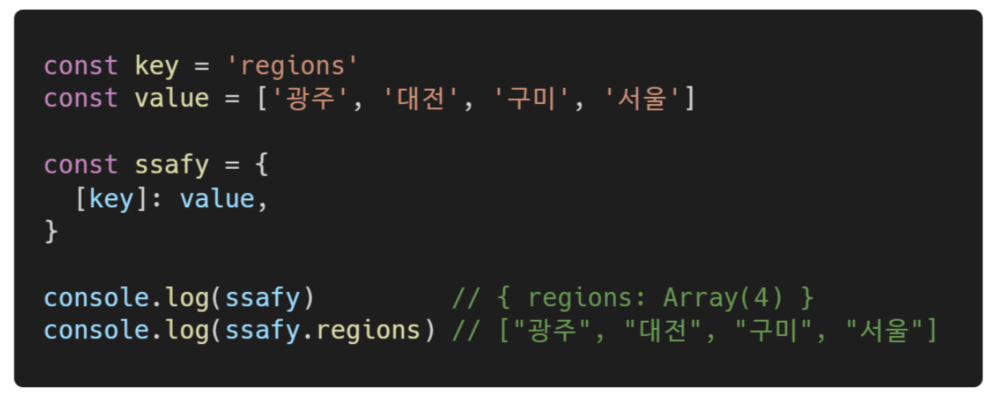 const key = 'regions'
const value = ['광주', '대전', '구미', '서울']
const ssafy = {
  [key]: value,
}
console.log(ssafy)         // { regions: Array(4) }
console.log(ssafy.regions) // ["광주", "대전", "구미", "서울"]